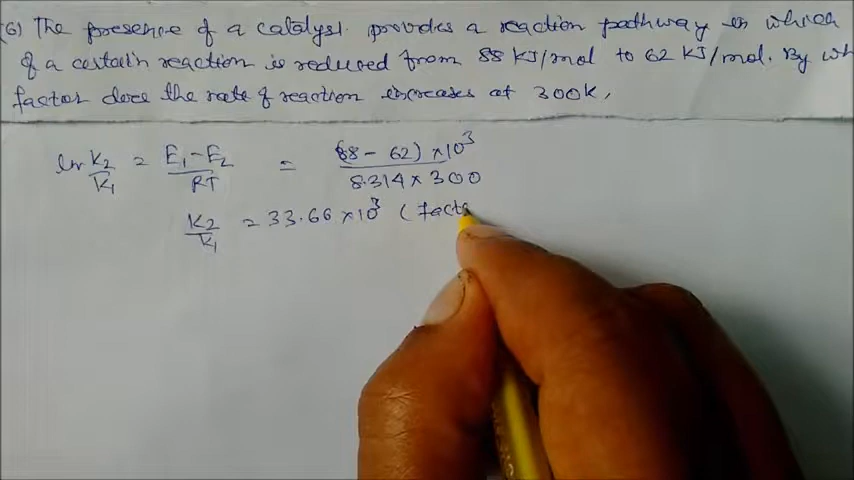 (6) The presence of a catalyst. provides a reaction pathway in which
of a certain reaction is reduced from 88 KJ/mol to 62 KJ/mol. By wh
factor does the rate of reaction increases at 300K,
ln K2/K1 = E1-E2/RT = (88-62) ×10³/8.314×300
K2/K1 = 33.66 ×10³ (facto